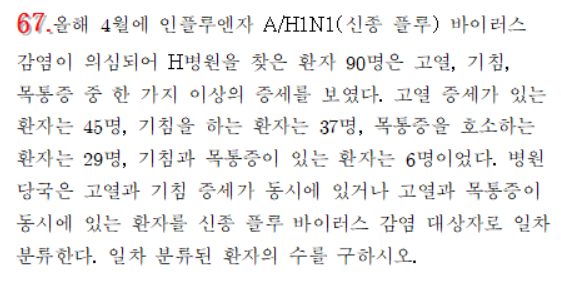 67.올해 4월에 인플루엔자 A/H1N1(신종 플루) 바이러스
감염이 의심되어 H병원을 찾은 환자 90명은 고열, 기침,
목통증 중 한 가지 이상의 증세를 보였다. 고열 증세가 있는
환자는 45명, 기침을 하는 환자는 37명, 목통증을 호소하는
환자는 29명, 기침과 목통증이 있는 환자는 6명이었다. 병원
당국은 고열과 기침 증세가 동시에 있거나 고열과 목통증이
동시에 있는 환자를 신종 플루 바이러스 감염 대상자로 일차
분류한다. 일차 분류된 환자의 수를 구하시오.